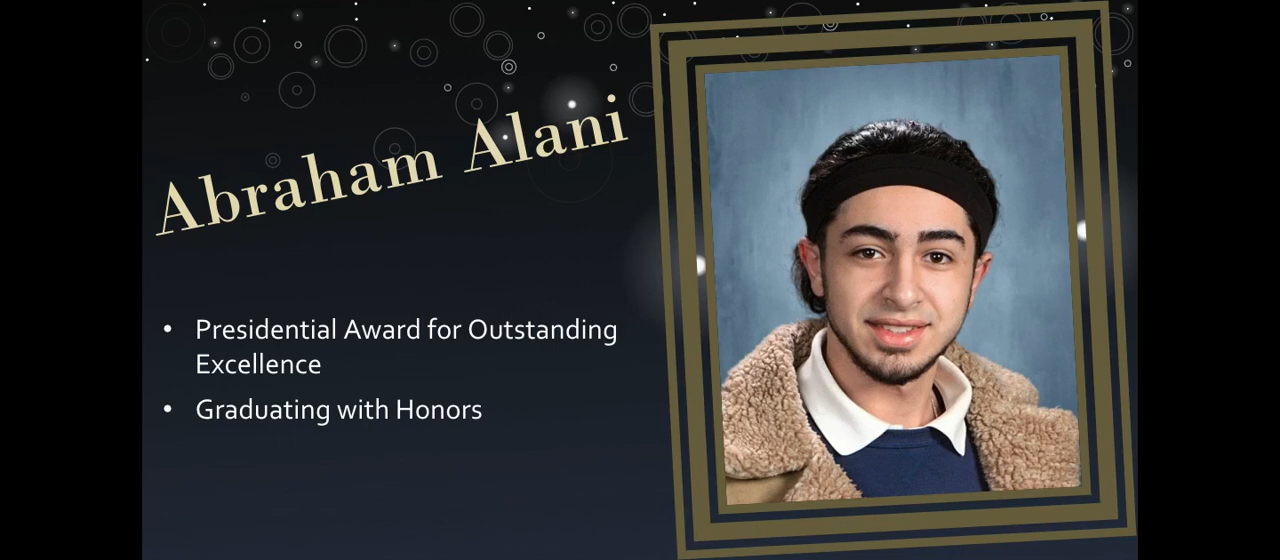 Abraham Alani
• Presidential Award for Outstanding
Excellence
• Graduating with Honors